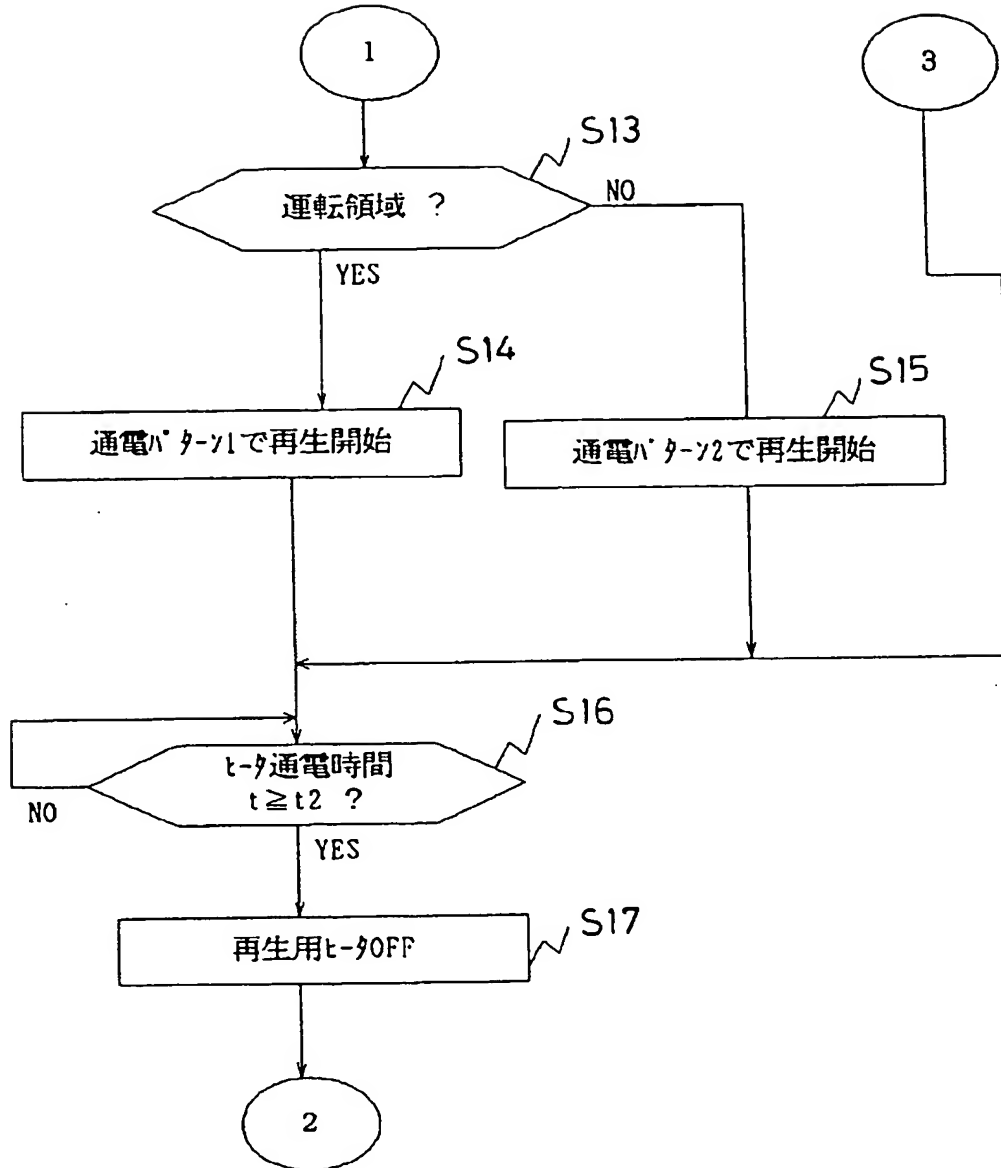 1
3
S13
運転領域 ?
NO
YES
S14
S15
通電ﾊﾟﾀｰﾝ1で再生開始
通電ﾊﾟﾀｰﾝ2で再生開始
S16
ﾋｰﾀ通電時間
t≧t2 ?
NO
YES
S17
再生用ﾋｰﾀOFF
2